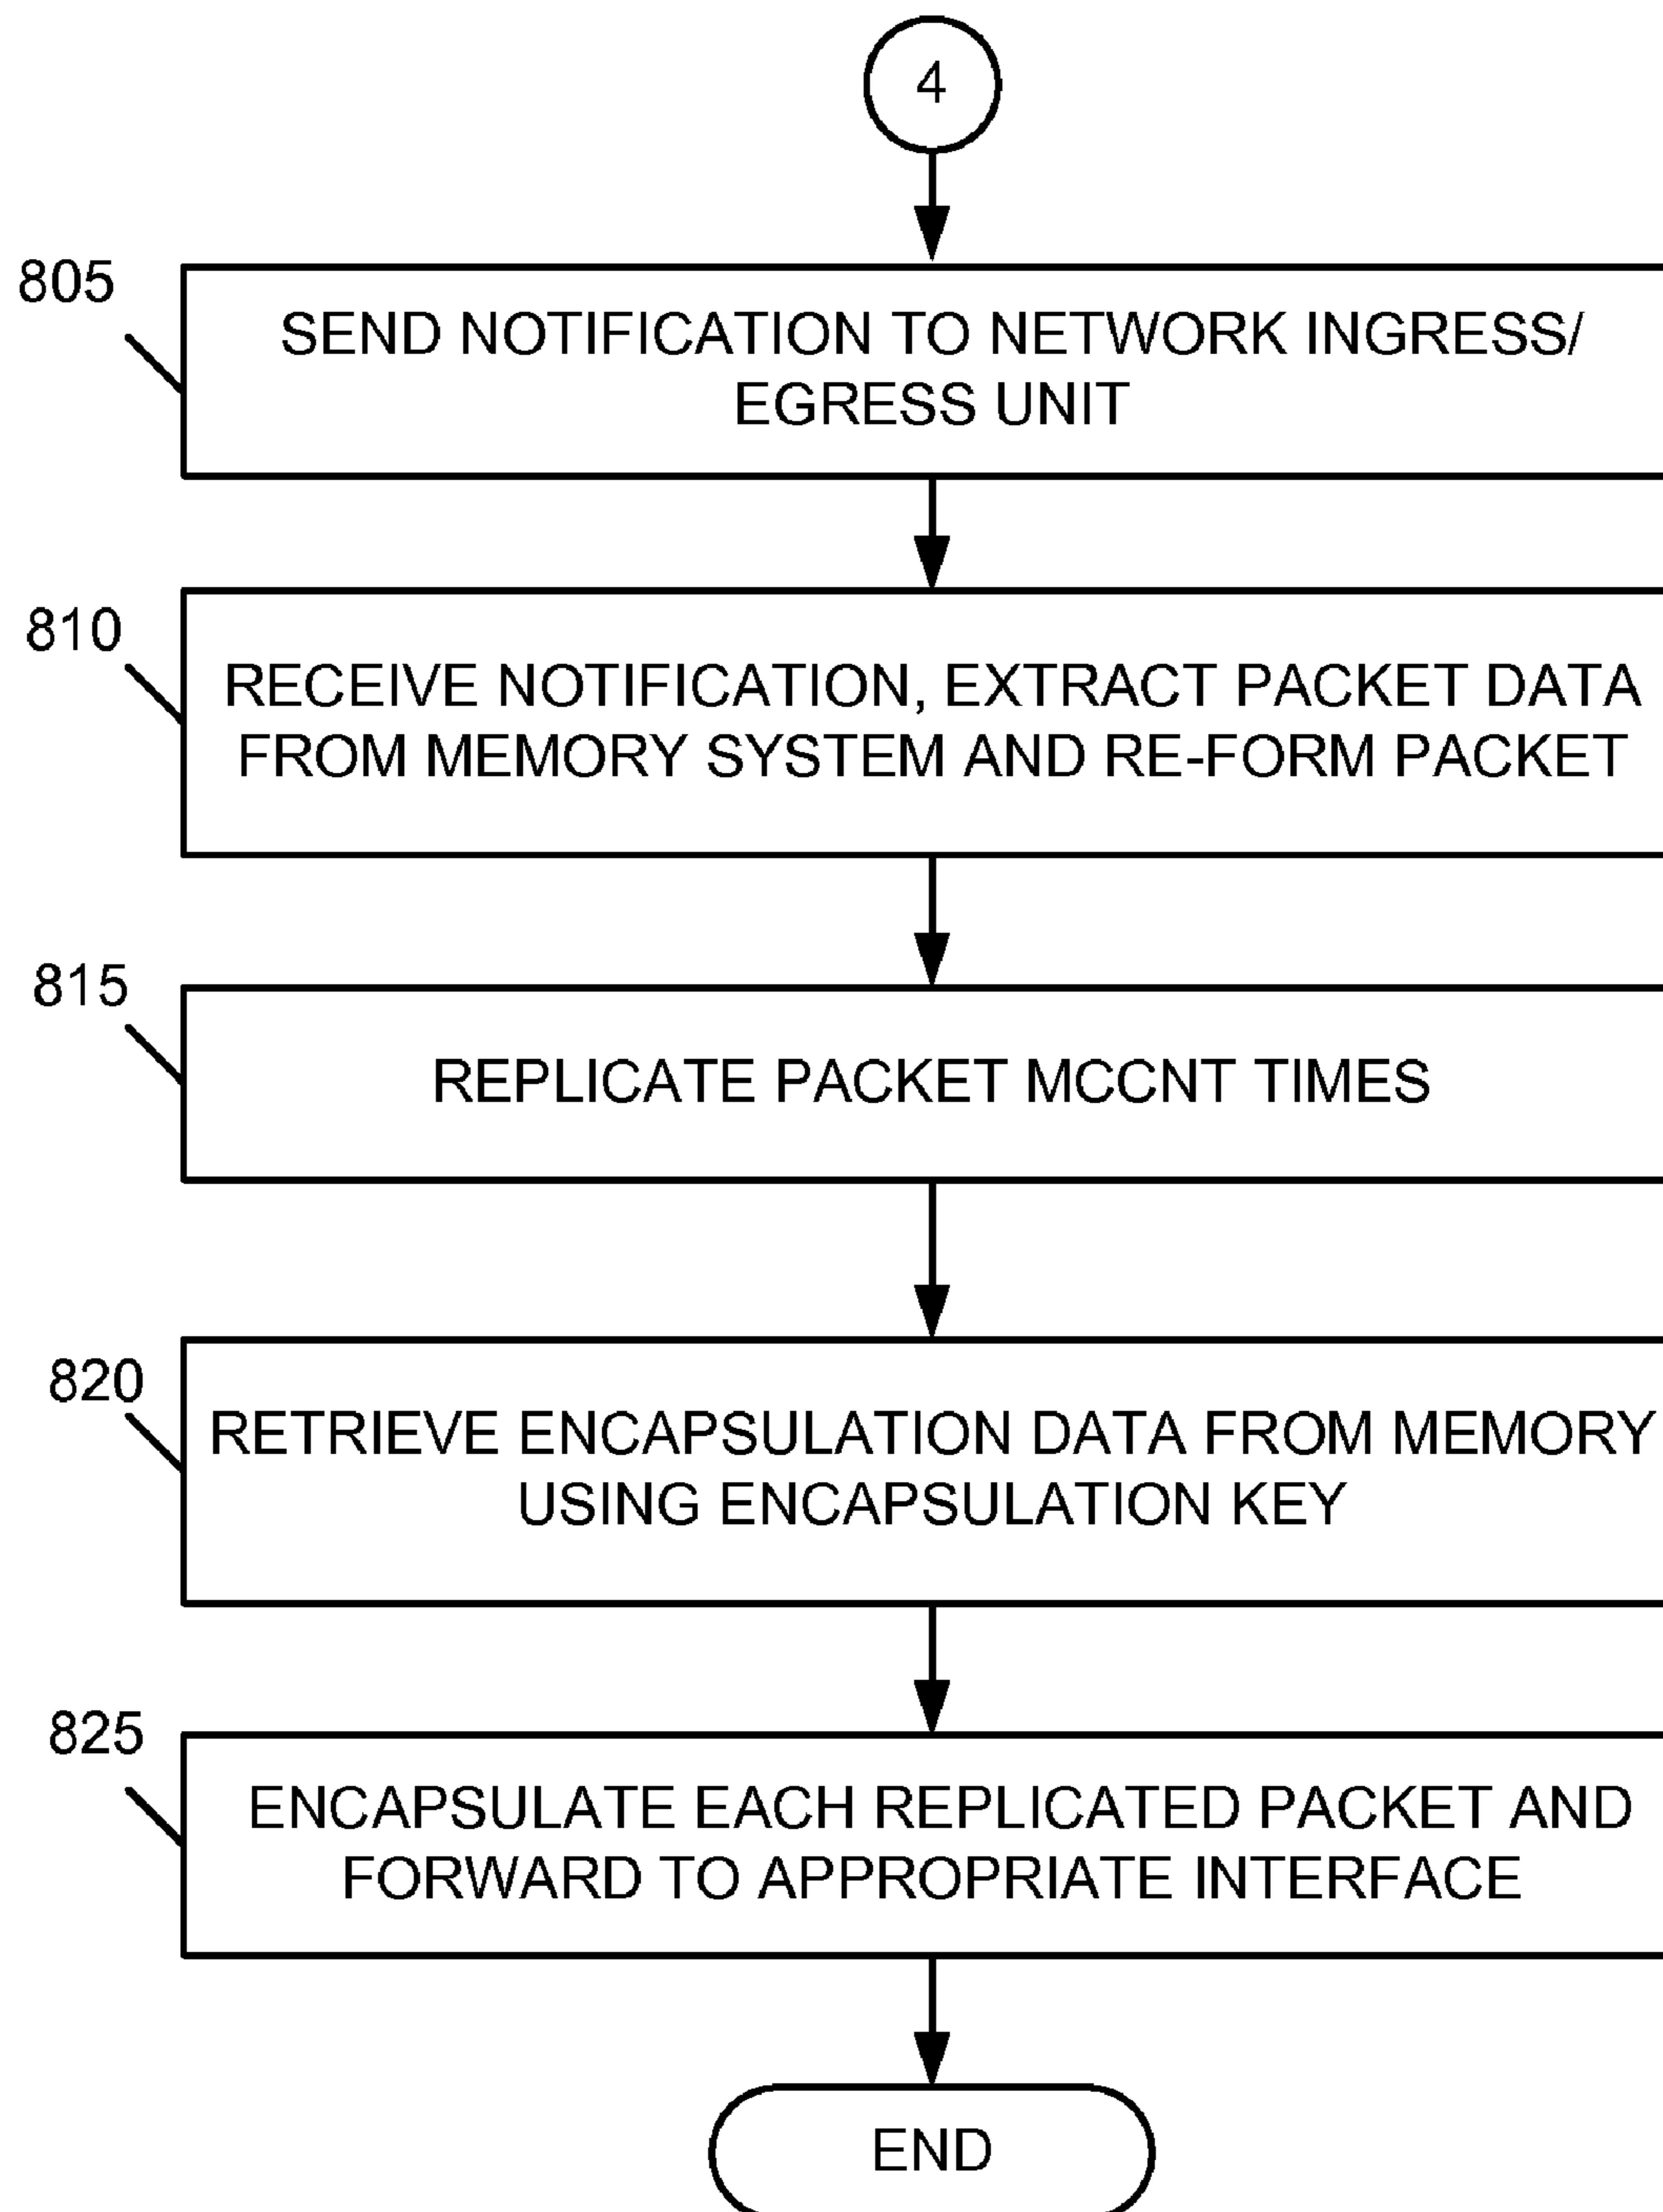 4
805
SEND NOTIFICATION TO NETWORK INGRESS/
EGRESS UNIT
810
RECEIVE NOTIFICATION, EXTRACT PACKET DATA
FROM MEMORY SYSTEM AND RE-FORM PACKET
815
REPLICATE PACKET MCCNT TIMES
820
RETRIEVE ENCAPSULATION DATA FROM MEMORY
USING ENCAPSULATION KEY
825
ENCAPSULATE EACH REPLICATED PACKET AND
FORWARD TO APPROPRIATE INTERFACE
END